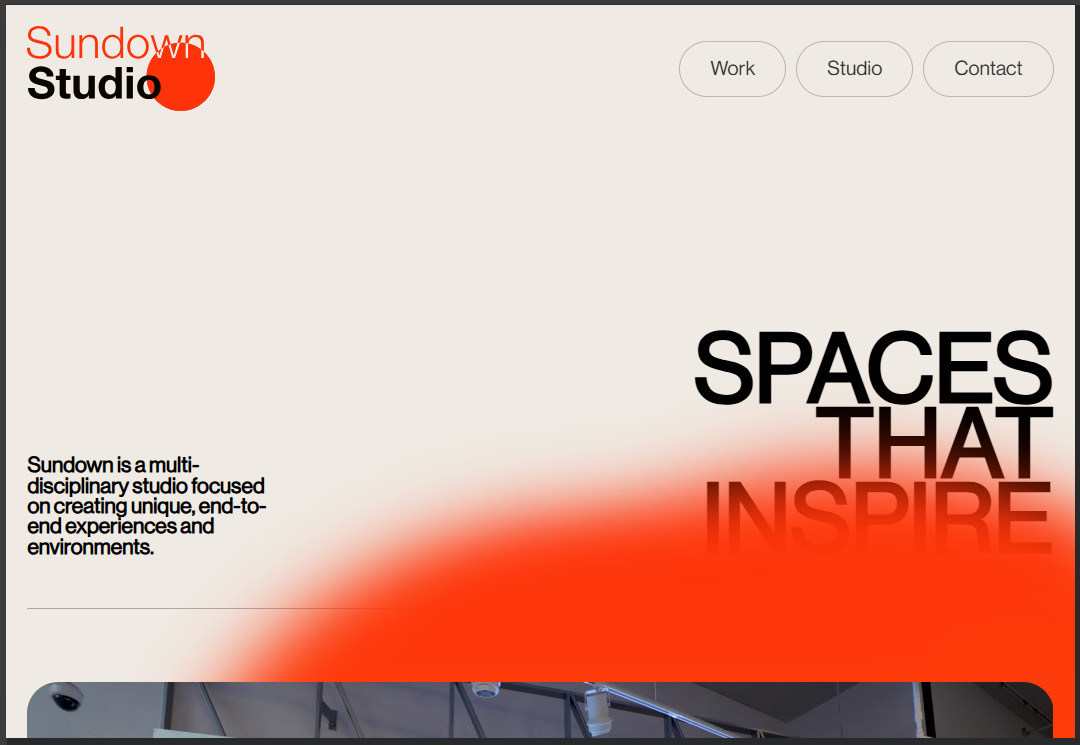 Sundown
Studio
Work
Studio
Contact
SPACES
THAT
INSPIRE
Sundown is a multi-
disciplinary studio focused
on creating unique, end-to-
end experiences and
environments.